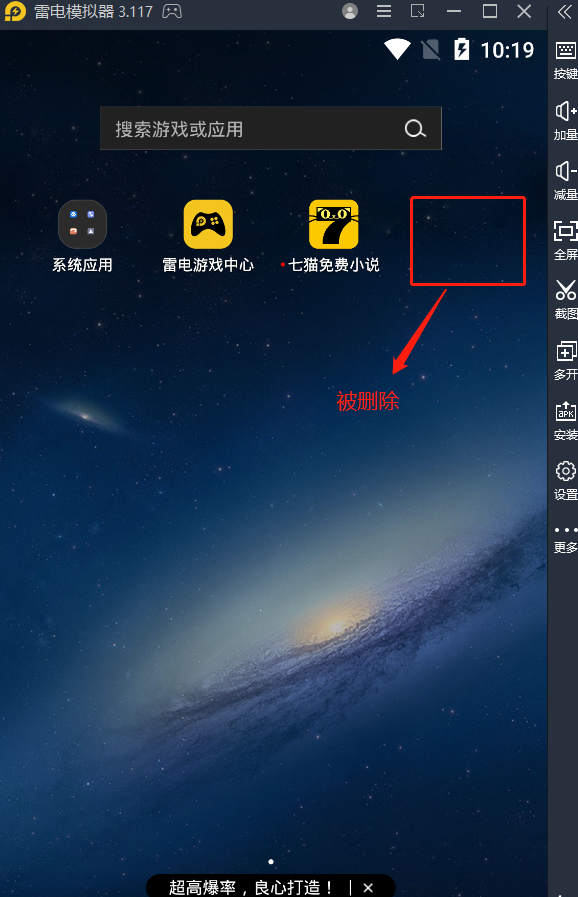 雷电模拟器 3.117
10:19
搜索游戏或应用
系统应用
雷电游戏中心
七猫免费小说
被删除
超高爆率，良心打造！
按键
加量
减量
全屏
截图
多开
APK
安装
设置
更多